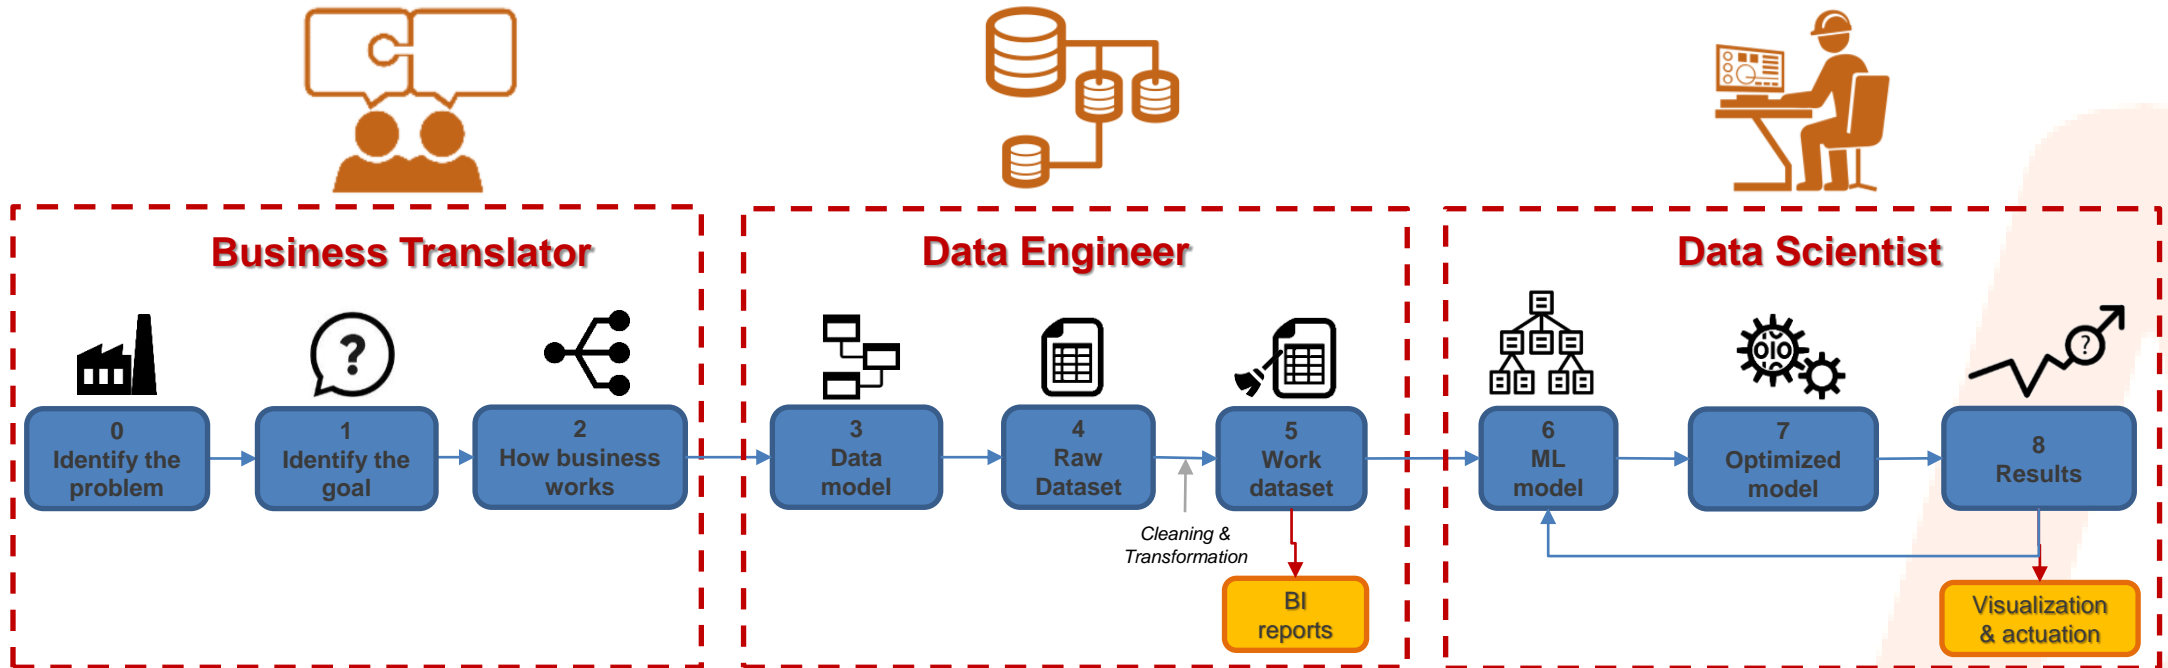 Business Translator
0
Identify the
problem
1
Identify the
goal
2
How business
works
Data Engineer
3
Data
model
4
Raw
Dataset
Cleaning &
Transformation
5
Work
dataset
BI
reports
Data Scientist
6
ML
model
7
Optimized
model
8
Results
Visualization
& actuation
?
010
?